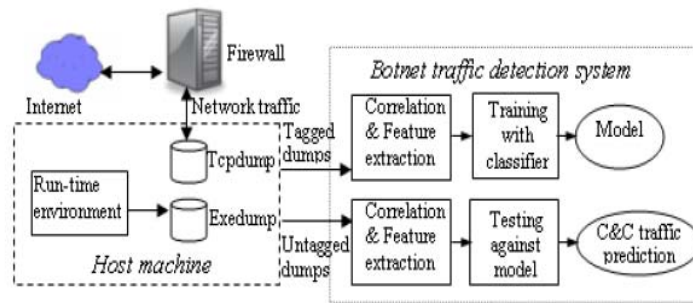 Firewall
Internet
Network traffic
Botnet traffic detection system
Tagged
dumps
Tcpdump
Correlation
& Feature
extraction
Training
with
classifier
Model
Run-time
environment
Exedump
Untagged
dumps
Correlation
& Feature
extraction
Testing
against
model
C&C traffic
prediction
Host machine